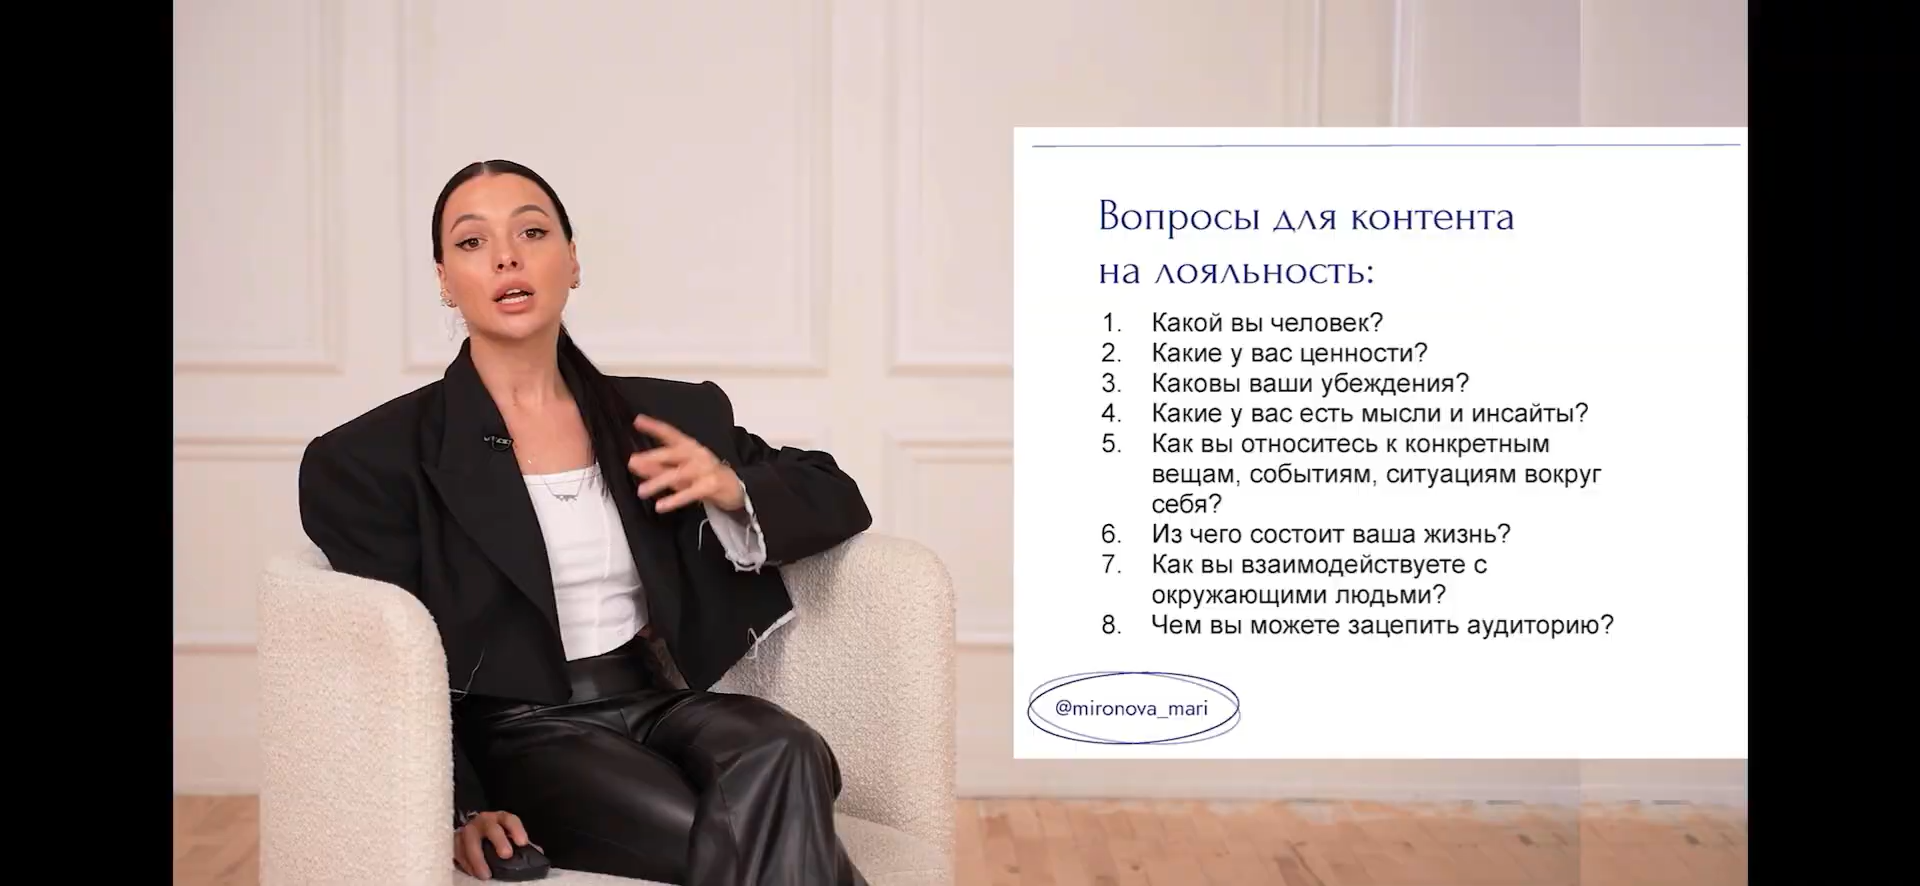 Вопросы для контента
на лояльность:
1. Какой вы человек?
2. Какие у вас ценности?
3. Каковы ваши убеждения?
4. Какие у вас есть мысли и инсайты?
5. Как вы относитесь к конкретным
вещам, событиям, ситуациям вокруг
себя?
6. Из чего состоит ваша жизнь?
7. Как вы взаимодействуете с
окружающими людьми?
8. Чем вы можете зацепить аудиторию?
@mironova_mari